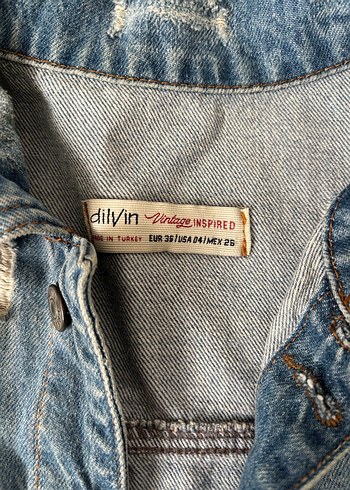 dilvin Vintage INSPIRED
MADE IN TURKEY EUR 36 | USA 04 | MEX 26